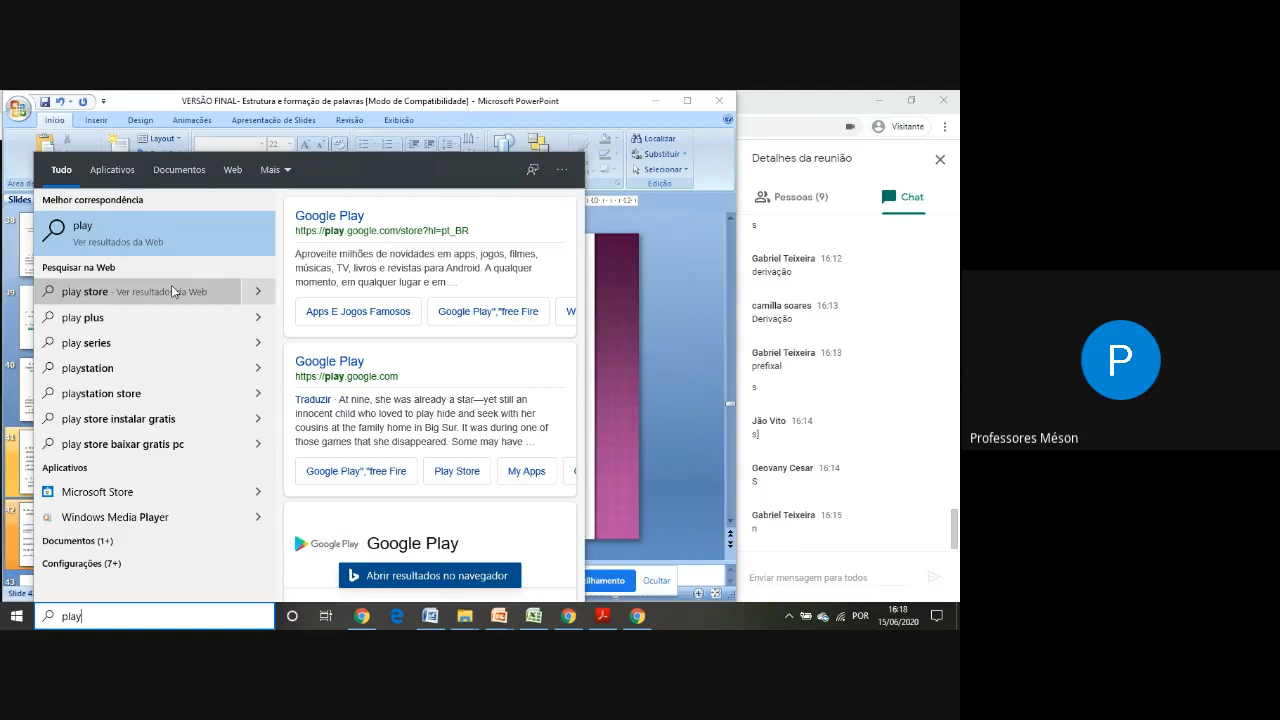 VERSÃO FINAL- Estrutura e formação de palavras [Modo de Compatibilidade] - Microsoft PowerPoint
Início Inserir Design Animações Apresentação de Slides Revisão Exibição
Layout
22
Localizar
Substituir
Selecionar
Edição
Área de
Slides
38
39
40
41
42
43
Tudo Aplicativos Documentos Web Mais
Melhor correspondência
play
Ver resultados da Web
Pesquisar na Web
play store - Ver resultados da Web
play plus
play series
playstation
playstation store
play store instalar gratis
play store baixar gratis pc
Aplicativos
Microsoft Store
Windows Media Player
Documentos (1+)
Configurações (7+)
Google Play
https://play.google.com/store?hl=pt_BR
Aproveite milhões de novidades em apps, jogos, filmes,
músicas, TV, livros e revistas para Android. A qualquer
momento, em qualquer lugar e em ...
Apps E Jogos Famosos Google Play","free Fire W
Google Play
https://play.google.com
Traduzir · At nine, she was already a star—yet still an
innocent child who loved to play hide and seek with her
cousins at the family home in Big Sur. It was during one of
those games that she disappeared. Some may have ...
Google Play","free Fire Play Store My Apps
Google Play Google Play
Abrir resultados no navegador
tilhamento Ocultar
Visitante
Detalhes da reunião
Pessoas (9) Chat
s
Gabriel Teixeira 16:12
derivação
camilla soares 16:13
Derivação
Gabriel Teixeira 16:13
prefixal
s
Jão Vito 16:14
s]
Geovany Cesar 16:14
S
Gabriel Teixeira 16:15
n
Enviar mensagem para todos
play
POR
16:18
15/06/2020
P
Professores Méson